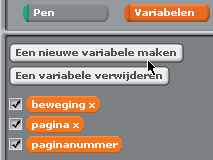 Pen Variabelen
Een nieuwe variabele maken
Een variabele verwijderen
beweging x
pagina x
paginanummer